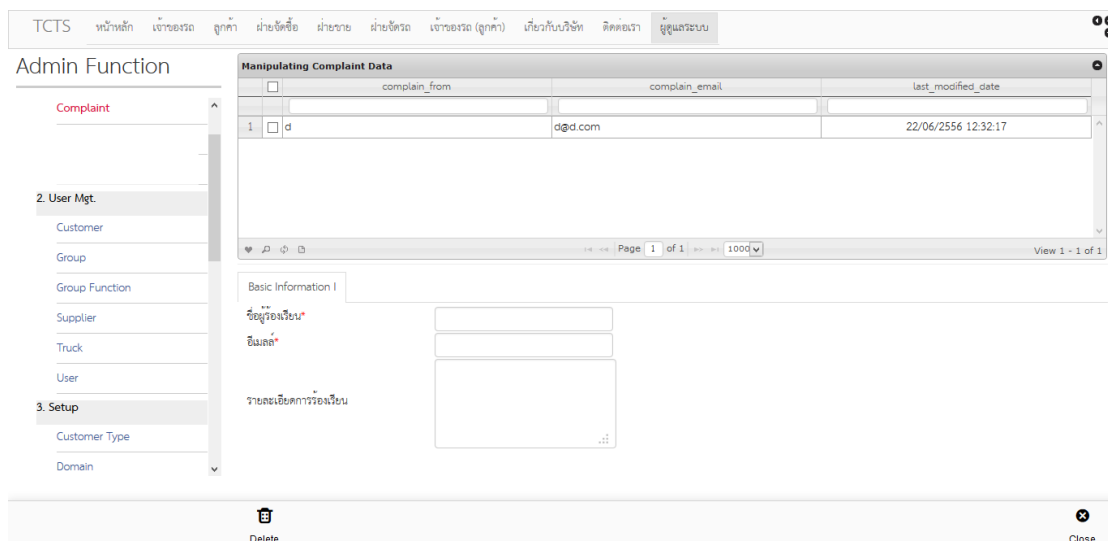 TCTS หน้าหลัก เจ้าของรถ ลูกค้า ฝ่ายจัดซื้อ ฝ่ายขาย ฝ่ายจัดรถ เจ้าของรถ (ลูกค้า) เกี่ยวกับบริษัท ติดต่อเรา ผู้ดูแลระบบ
Admin Function
Complaint
2. User Mgt.
Customer
Group
Group Function
Supplier
Truck
User
3. Setup
Customer Type
Domain
Manipulating Complaint Data
complain_from complain_email last_modified_date
1 d d@d.com 22/06/2556 12:32:17
Page 1 of 1 1000 View 1 - 1 of 1
Basic Information I
ชื่อผู้ร้องเรียน*
อีเมลล์*
รายละเอียดการร้องเรียน
Delete Close